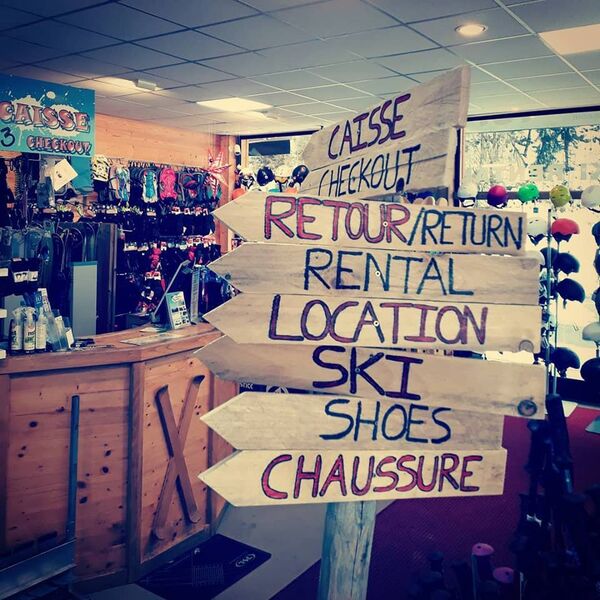 CAISSE
3 CHECKOUT
CAISSE
CHECKOUT
RETOUR/RETURN
RENTAL
LOCATION
SKI
SHOES
CHAUSSURE